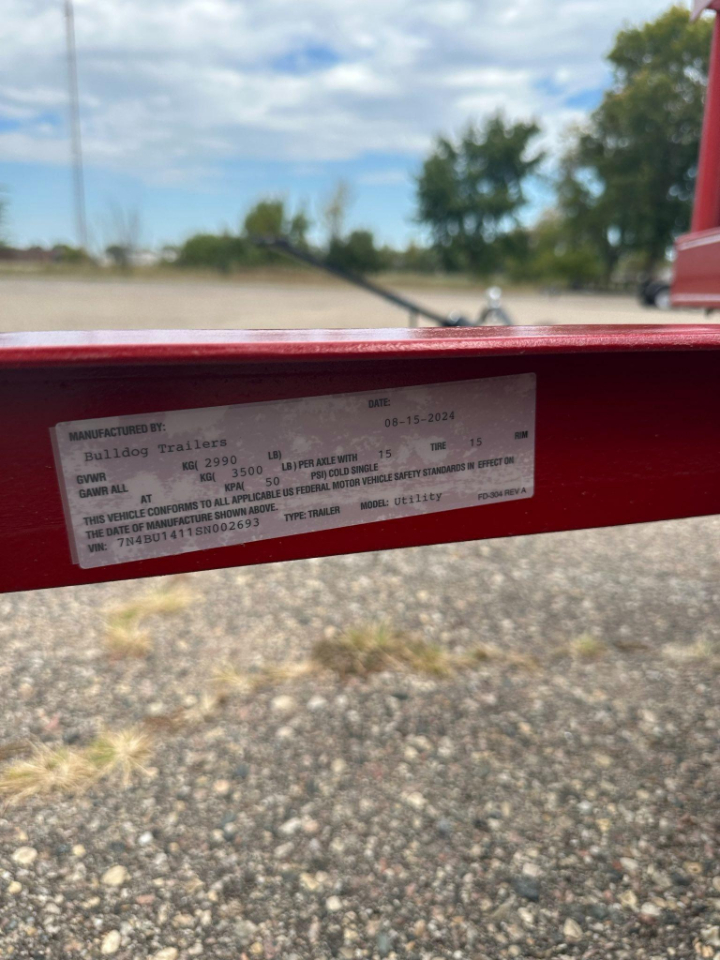 MANUFACTURED BY: DATE:
Bulldog Trailers 08-15-2024
GVWR KG( 2990 LB)
GAWR ALL KG( 3500 LB) PER AXLE WITH 15 TIRE 15 RIM
AT KPA( 50 PSI) COLD SINGLE
THIS VEHICLE CONFORMS TO ALL APPLICABLE US FEDERAL MOTOR VEHICLE SAFETY STANDARDS IN EFFECT ON
THE DATE OF MANUFACTURE SHOWN ABOVE.
VIN: 7N4BU1411SN002693 TYPE: TRAILER MODEL: Utility FD-304 REV A